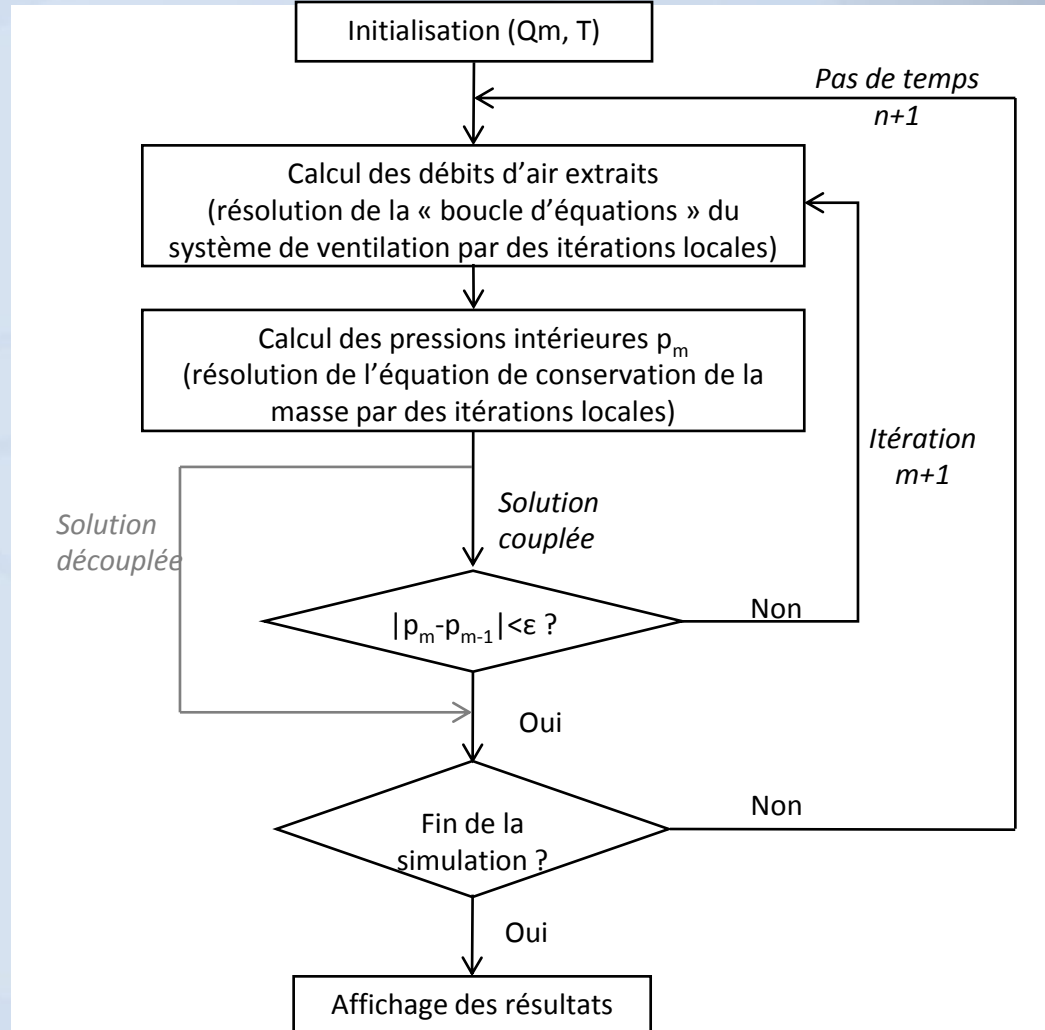 Initialisation (Qm, T)
Pas de temps
n+1
Calcul des débits d'air extraits
(résolution de la « boucle d'équations » du
système de ventilation par des itérations locales)
Calcul des pressions intérieures pm
(résolution de l'équation de conservation de la
masse par des itérations locales)
Itération
m+1
Solution
découplée
Solution
couplée
|pm-pm-1|<ε ?
Non
Oui
Fin de la
simulation ?
Non
Oui
Affichage des résultats